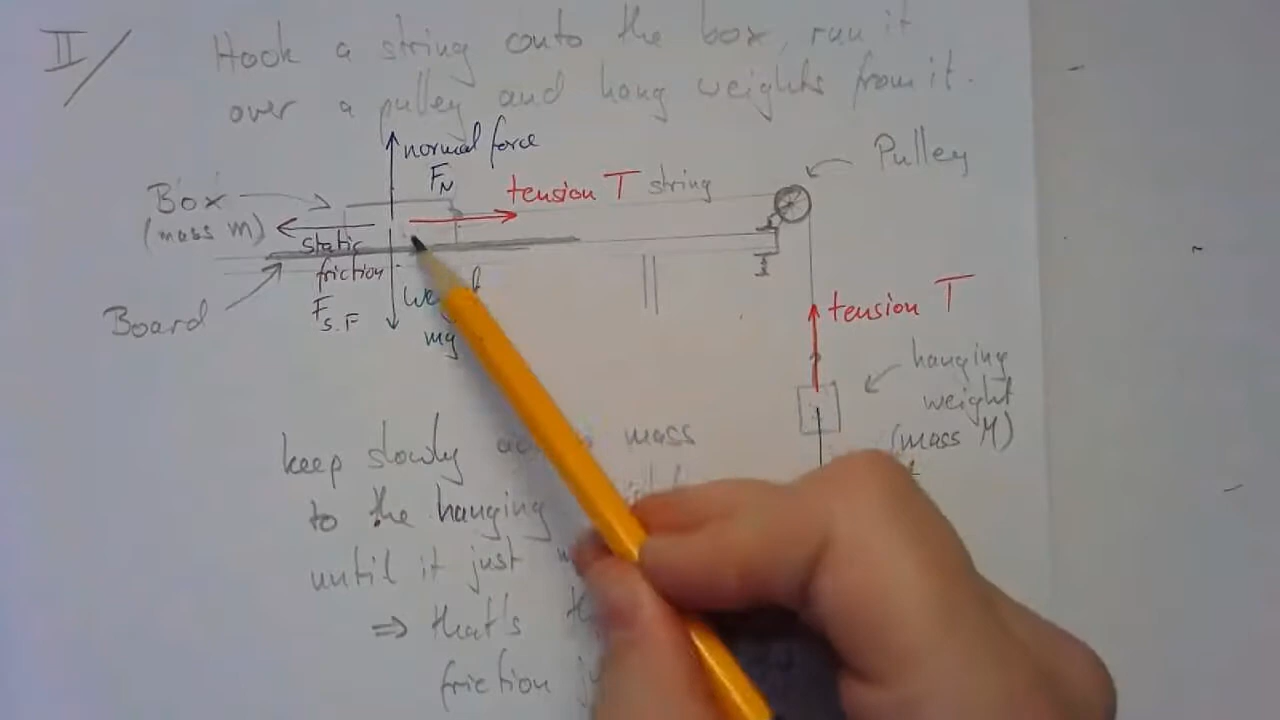 II/ Hook a string onto the box, run it
over a pulley and hang weights from it.
normal force
F_N
Pulley
tension T string
Box
(mass m)
static
friction
F_S.F
Board
mg
tension T
hanging
weight
(mass M)
keep slowly mass
to the hanging
until it just
⇒ that's
friction